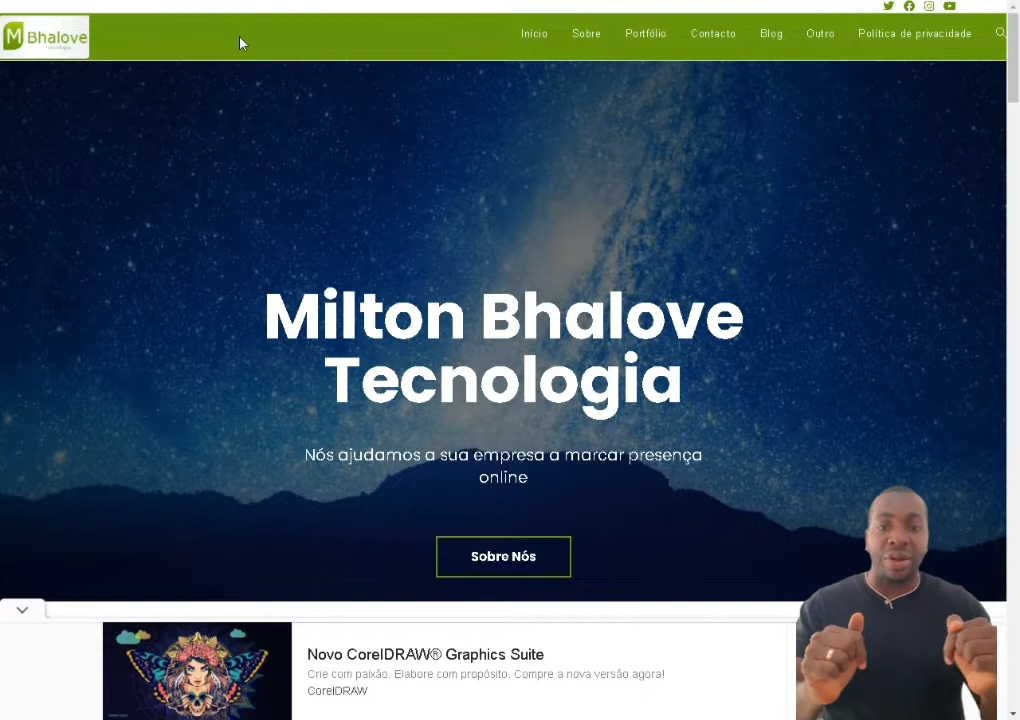 M Bhalove
Tecnologia
Início Sobre Portfólio Contacto Blog Outro Política de privacidade
Milton Bhalove
Tecnologia
Nós ajudamos a sua empresa a marcar presença
online
Sobre Nós
Novo CorelDRAW® Graphics Suite
Crie com paixão. Elabore com propósito. Compre a nova versão agora!
CorelDRAW